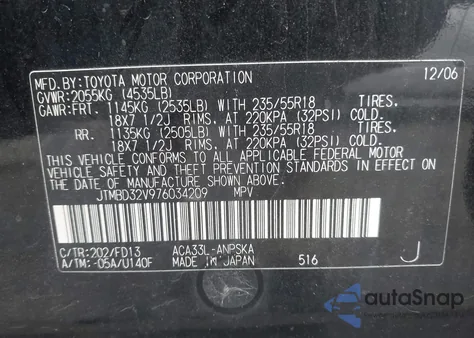 MFD.BY:TOYOTA MOTOR CORPORATION 12/06
GVWR:2055KG (4535LB)
GAWR:FRT. 1145KG (2535LB) WITH 235/55R18 TIRES.
18X7 1/2J RIMS, AT 220KPA (32PSI) COLD.
RR. 1135KG (2505LB) WITH 235/55R18 TIRES.
18X7 1/2J RIMS, AT 220KPA (32PSI) COLD.
THIS VEHICLE CONFORMS TO ALL APPLICABLE FEDERAL MOTOR
VEHICLE SAFETY AND THEFT PREVENTION STANDARDS IN EFFECT ON
THE DATE OF MANUFACTURE SHOWN ABOVE.
JTMBD32V976034209 MPV
C/TR:202/FD13 ACA33L-ANPSKA
A/TM:-05A/U140F MADE IN JAPAN 516 J
autoSnap